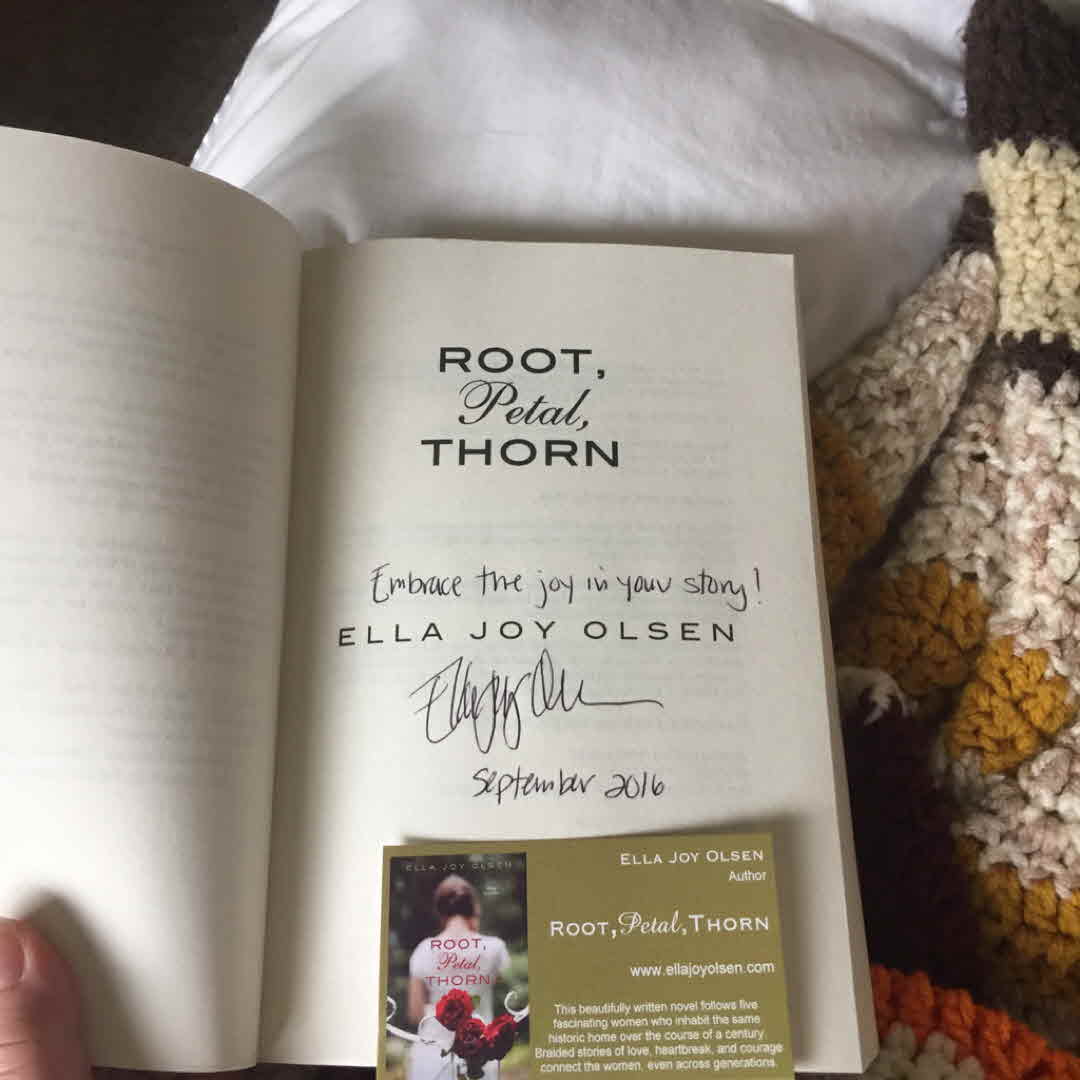 ROOT,
Petal,
THORN
Embrace the joy in your story!
ELLA JOY OLSEN
Ella Joy Olsen
September 2016
ELLA JOY OLSEN
ROOT,
Petal,
THORN
ELLA JOY OLSEN
Author
ROOT, Petal, THORN
www.ellajoyolsen.com
This beautifully written novel follows five
fascinating women who inhabit the same
historic home over the course of a century.
Braided stories of love, heartbreak, and courage
connect the women, even across generations.